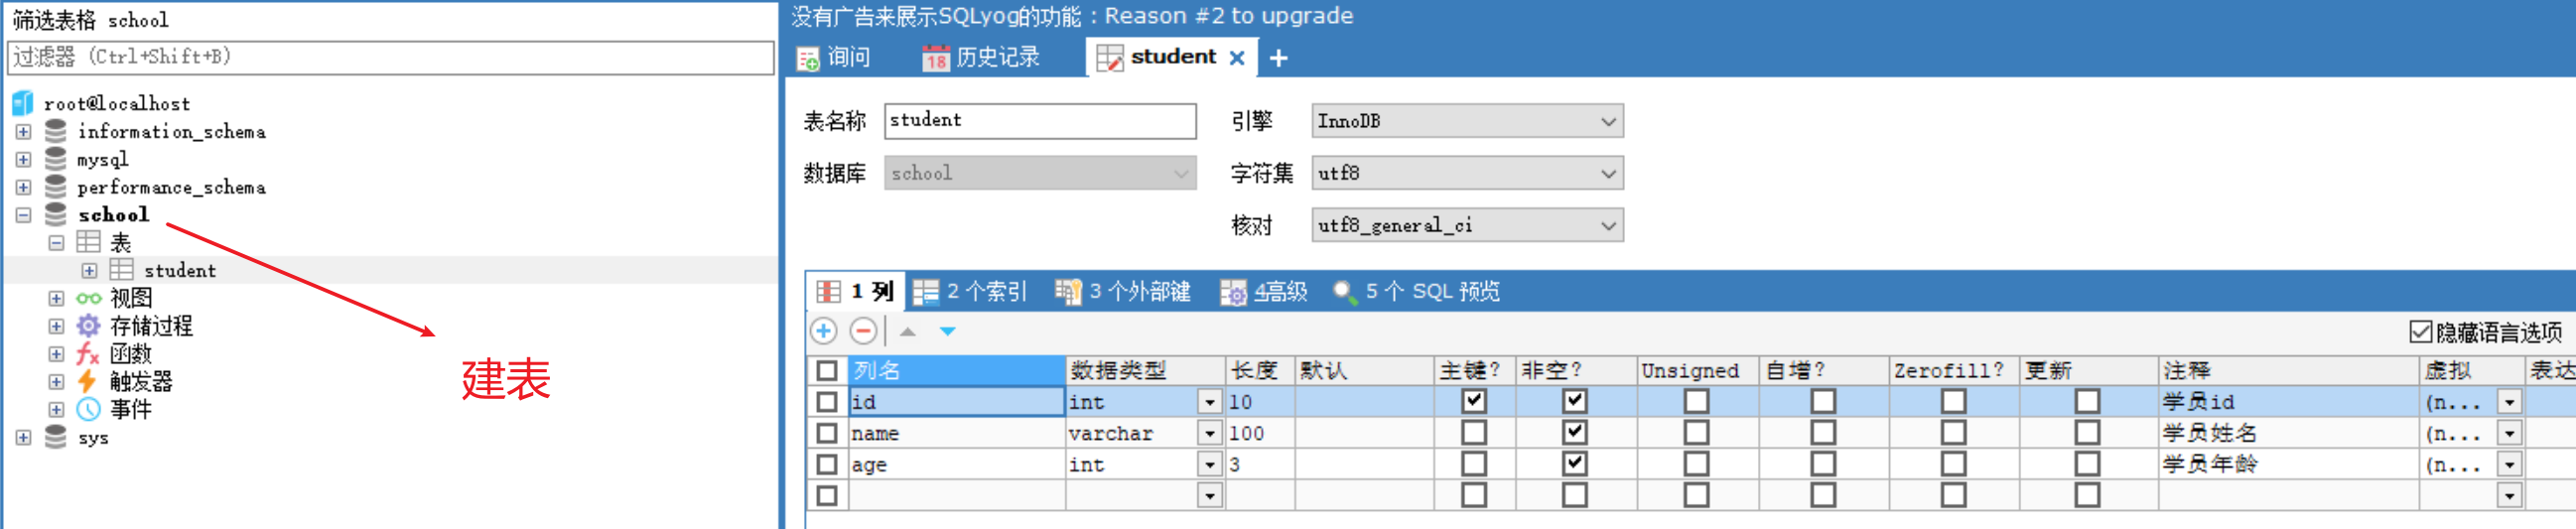 筛选表格 school
过滤器 (Ctrl+Shift+B)
root@localhost
information_schema
mysql
performance_schema
school
表
student
视图
存储过程
函数
触发器
事件
sys
建表
没有广告来展示SQLyog的功能：Reason #2 to upgrade
询问 18 历史记录 student
表名称 student 引擎 InnoDB
数据库 school 字符集 utf8
核对 utf8_general_ci
1 列 2 个索引 3 个外部键 4高级 5 个 SQL 预览
隐藏语言选项
列名 数据类型 长度 默认 主键? 非空? Unsigned 自增? Zerofill? 更新 注释 虚拟 表达
id int 10 学员id (n...
name varchar 100 学员姓名 (n...
age int 3 学员年龄 (n...